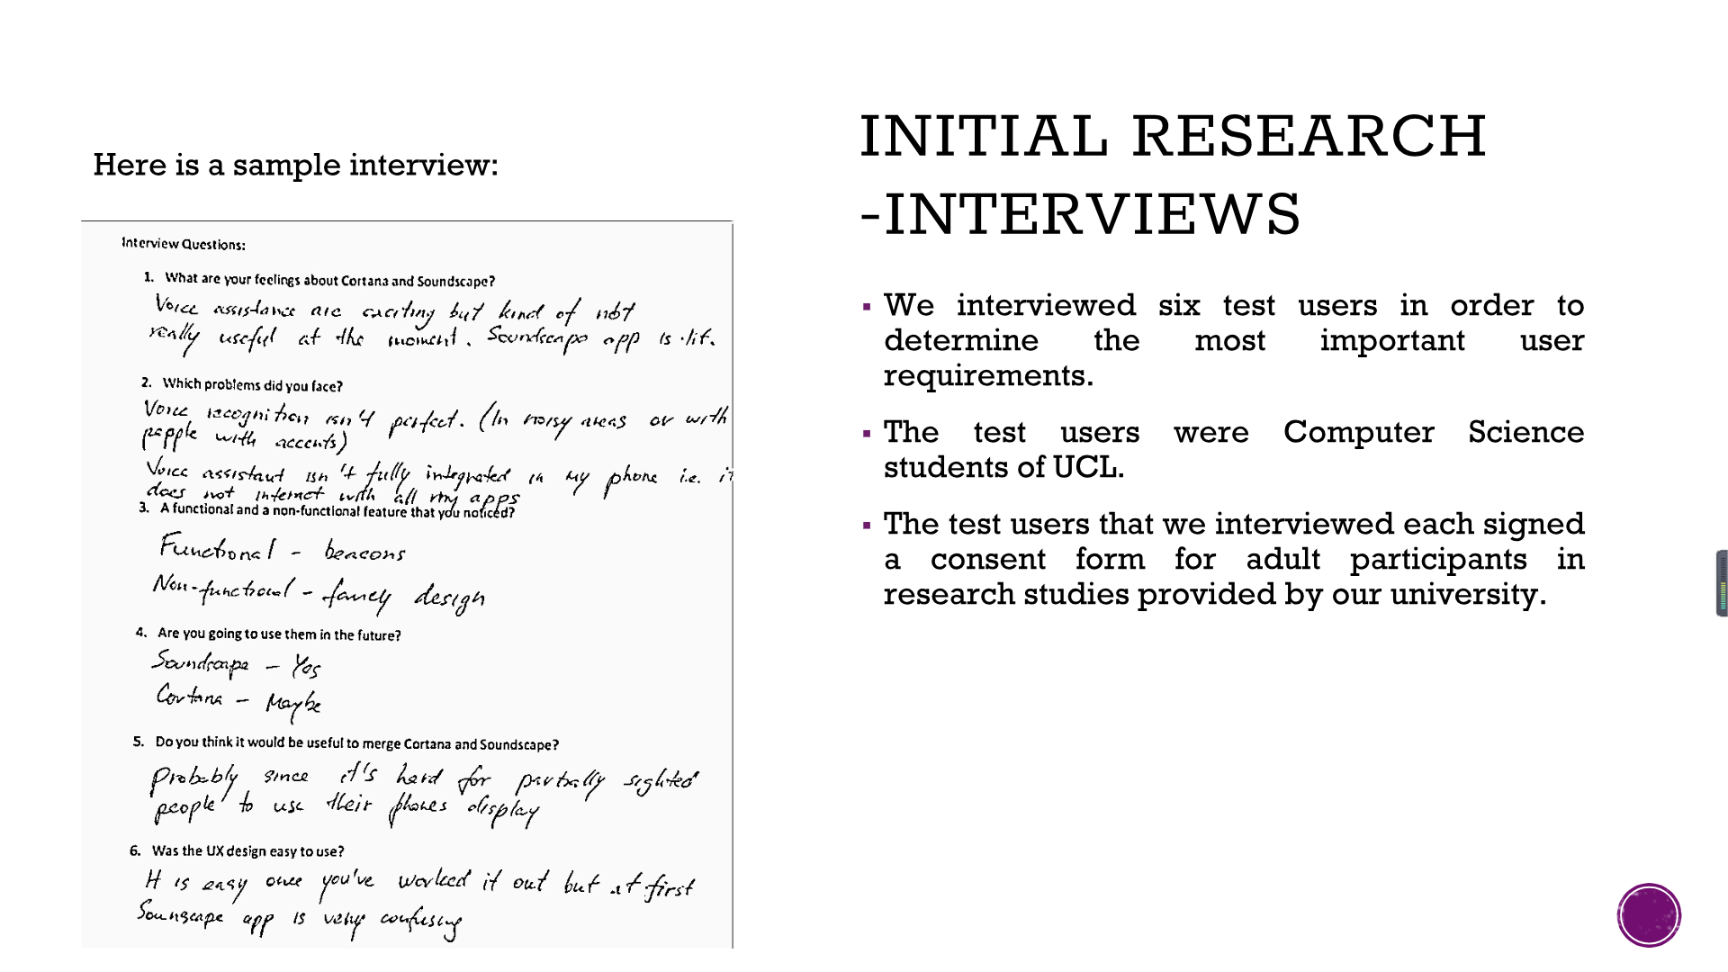 Here is a sample interview:
Interview Questions:
1. What are your feelings about Cortana and Soundscape?
Voice assistance are exciting but kind of not
really useful at the moment. Soundscape app is lit.
2. Which problems did you face?
Voice recognition isn't perfect. (In noisy areas or with
people with accents)
Voice assistant isn't fully integrated in my phone i.e. it
does not internet with all my apps
3. A functional and a non-functional feature that you noticed?
Functional - beacons
Non-functional - fancy design
4. Are you going to use them in the future?
Soundscape - Yes
Cortana - Maybe
5. Do you think it would be useful to merge Cortana and Soundscape?
Probably since it's hard for partially sighted
people to use their phones display
6. Was the UX design easy to use?
It is easy once you've worked it out but at first
Sounscape app is very confusing
INITIAL RESEARCH
-INTERVIEWS
▪ We interviewed six test users in order to
determine the most important user
requirements.
▪ The test users were Computer Science
students of UCL.
▪ The test users that we interviewed each signed
a consent form for adult participants in
research studies provided by our university.